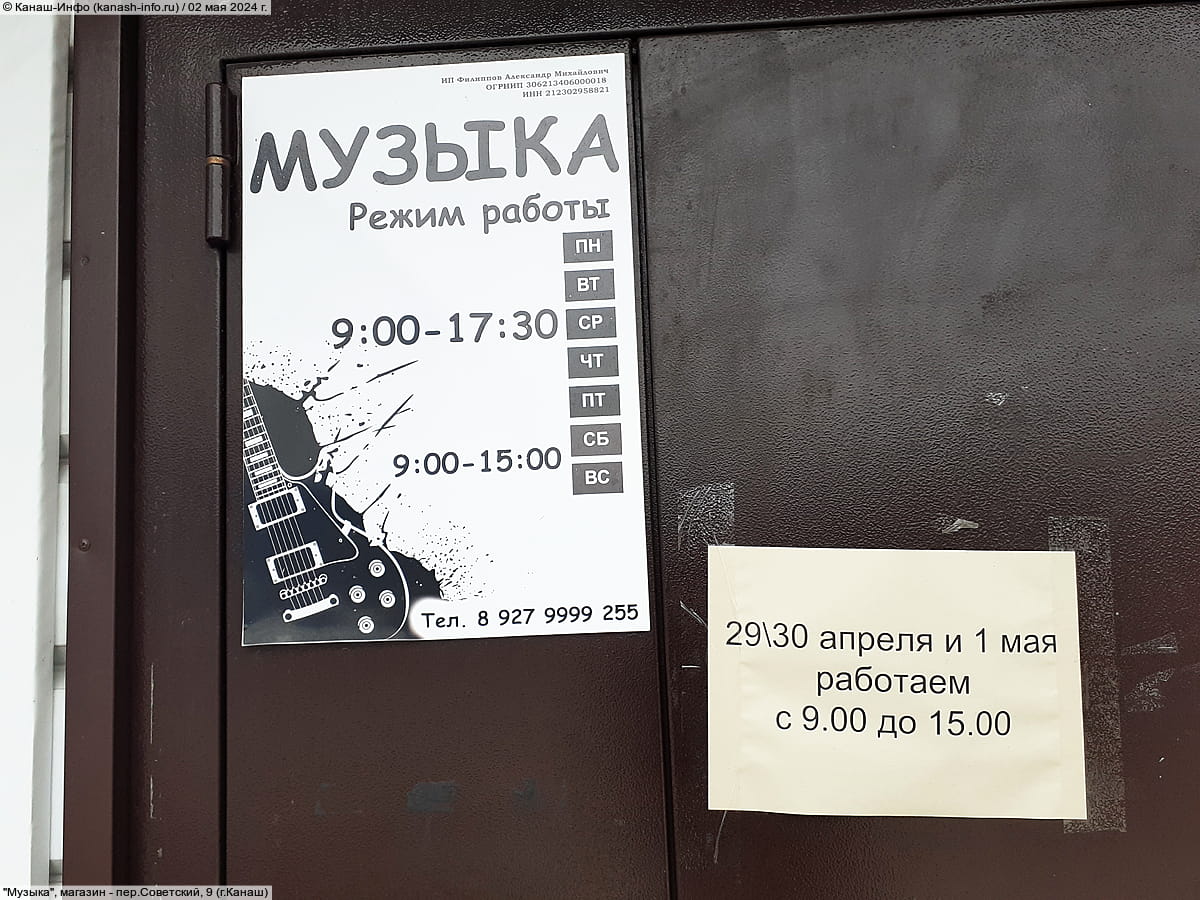 © Канаш-Инфо (kanash-info.ru) / 02 мая 2024 г.
ИП Филиппов Александр Михайлович
ОГРНИП 306213406000018
ИНН 212302958821
МУЗЫКА
Режим работы
ПН
ВТ
9:00-17:30 СР
ЧТ
ПТ
9:00-15:00 СБ
ВС
Тел. 8 927 9999 255
29\30 апреля и 1 мая
работаем
с 9.00 до 15.00
"Музыка", магазин - пер.Советский, 9 (г.Канаш)